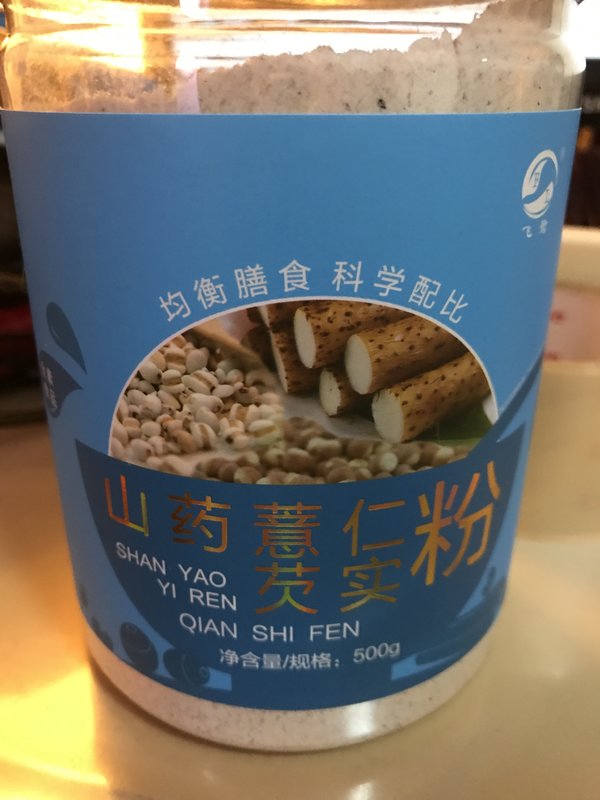 均衡膳食 科学配比
山药薏仁粉
芡实
SHAN YAO
YI REN
QIAN SHI FEN
净含量/规格：500g